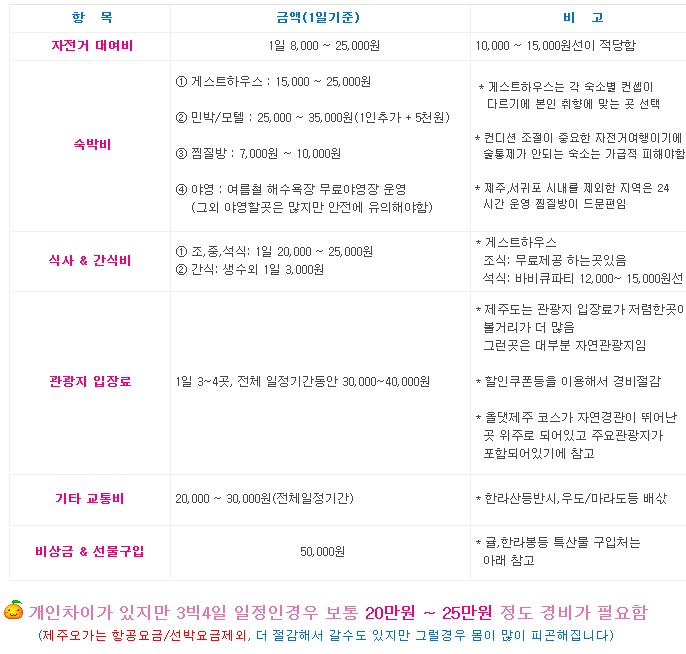 항 목 금액(1일기준) 비 고
자전거 대여비 1일 8,000 ~ 25,000원 10,000 ~ 15,000원선이 적당함
숙박비
① 게스트하우스 : 15,000 ~ 25,000원
② 민박/모텔 : 25,000 ~ 35,000원(1인추가 + 5천원)
③ 찜질방 : 7,000원 ~ 10,000원
④ 야영 : 여름철 해수욕장 무료야영장 운영
(그외 야영할곳은 많지만 안전에 유의해야함)
* 게스트하우스는 각 숙소별 컨셉이
다르기에 본인 취향에 맞는 곳 선택
* 컨디션 조절이 중요한 자전거여행이기에
술통제가 안되는 숙소는 가급적 피해야함
* 제주,서귀포 시내를 제외한 지역은 24
시간 운영 찜질방이 드문편임
식사 & 간식비
① 조,중,석식: 1일 20,000 ~ 25,000원
② 간식: 생수외 1일 3,000원
* 게스트하우스
조식: 무료제공 하는곳있음
석식: 바비큐파티 12,000~ 15,000원선
관광지 입장료
1일 3~4곳, 전체 일정기간동안 30,000~40,000원
* 제주도는 관광지 입장료가 저렴한곳이
볼거리가 더 많음
그런곳은 대부분 자연관광지임
* 할인쿠폰등을 이용해서 경비절감
* 올댓제주 코스가 자연경관이 뛰어난
곳 위주로 되어있고 주요관광지가
포함되어있기에 참고
기타 교통비 20,000 ~ 30,000원(전체일정기간) * 한라산등반시,우도/마라도등 배삯
비상금 & 선물구입 50,000원
* 귤,한라봉등 특산물 구입처는
아래 참고
개인차이가 있지만 3빅4일 일정인경우 보통 20만원 ~ 25만원 정도 경비가 필요함
(제주오가는 항공요금/선박요금제외, 더 절감해서 갈수도 있지만 그럴경우 몸이 많이 피곤해집니다)